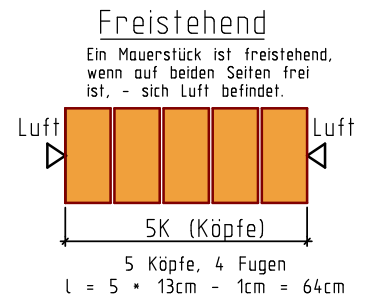 Freistehend
Ein Mauerstück ist freistehend,
wenn auf beiden Seiten frei
ist, - sich Luft befindet.
Luft Luft
5K (Köpfe)
5 Köpfe, 4 Fugen
l = 5 * 13cm - 1cm = 64cm